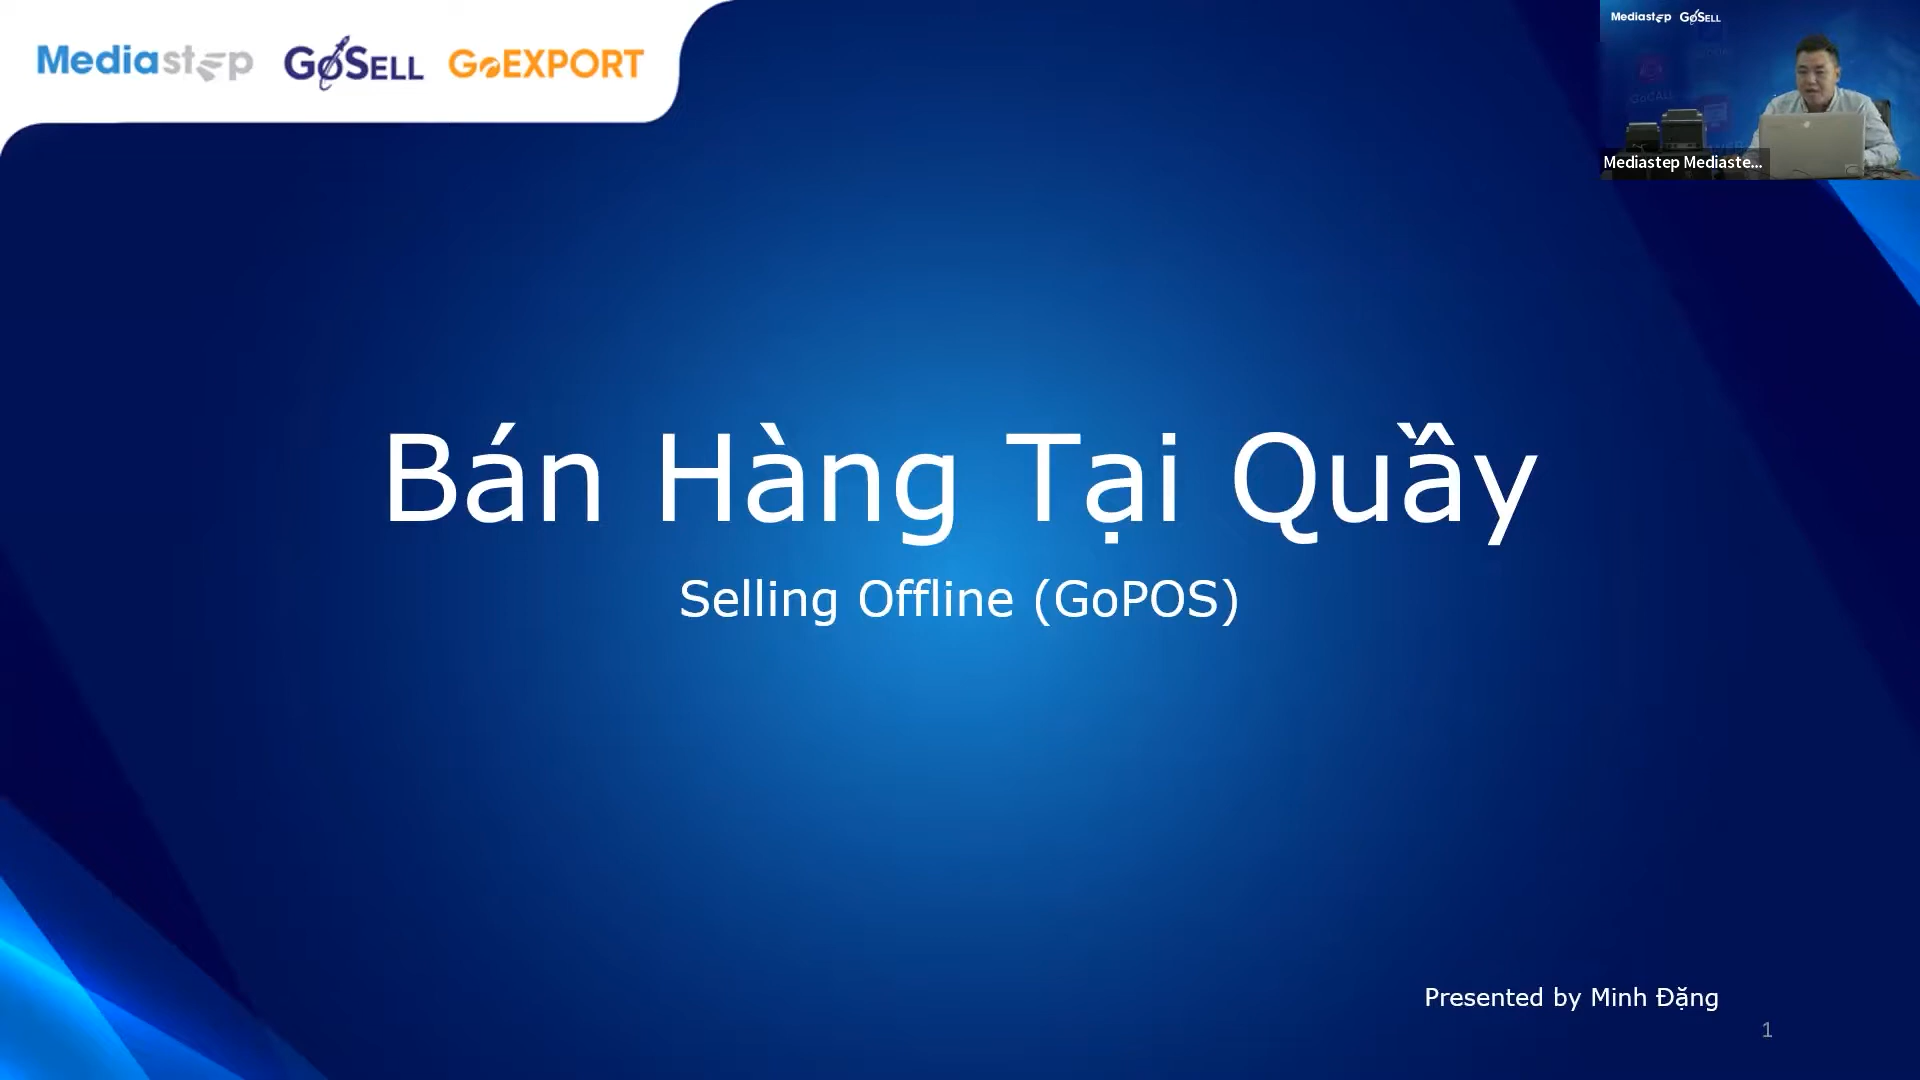 Mediastep GoSELL GoEXPORT
Mediastep GoSELL
Mediastep Mediaste...
Bán Hàng Tại Quầy
Selling Offline (GoPOS)
Presented by Minh Đặng
1